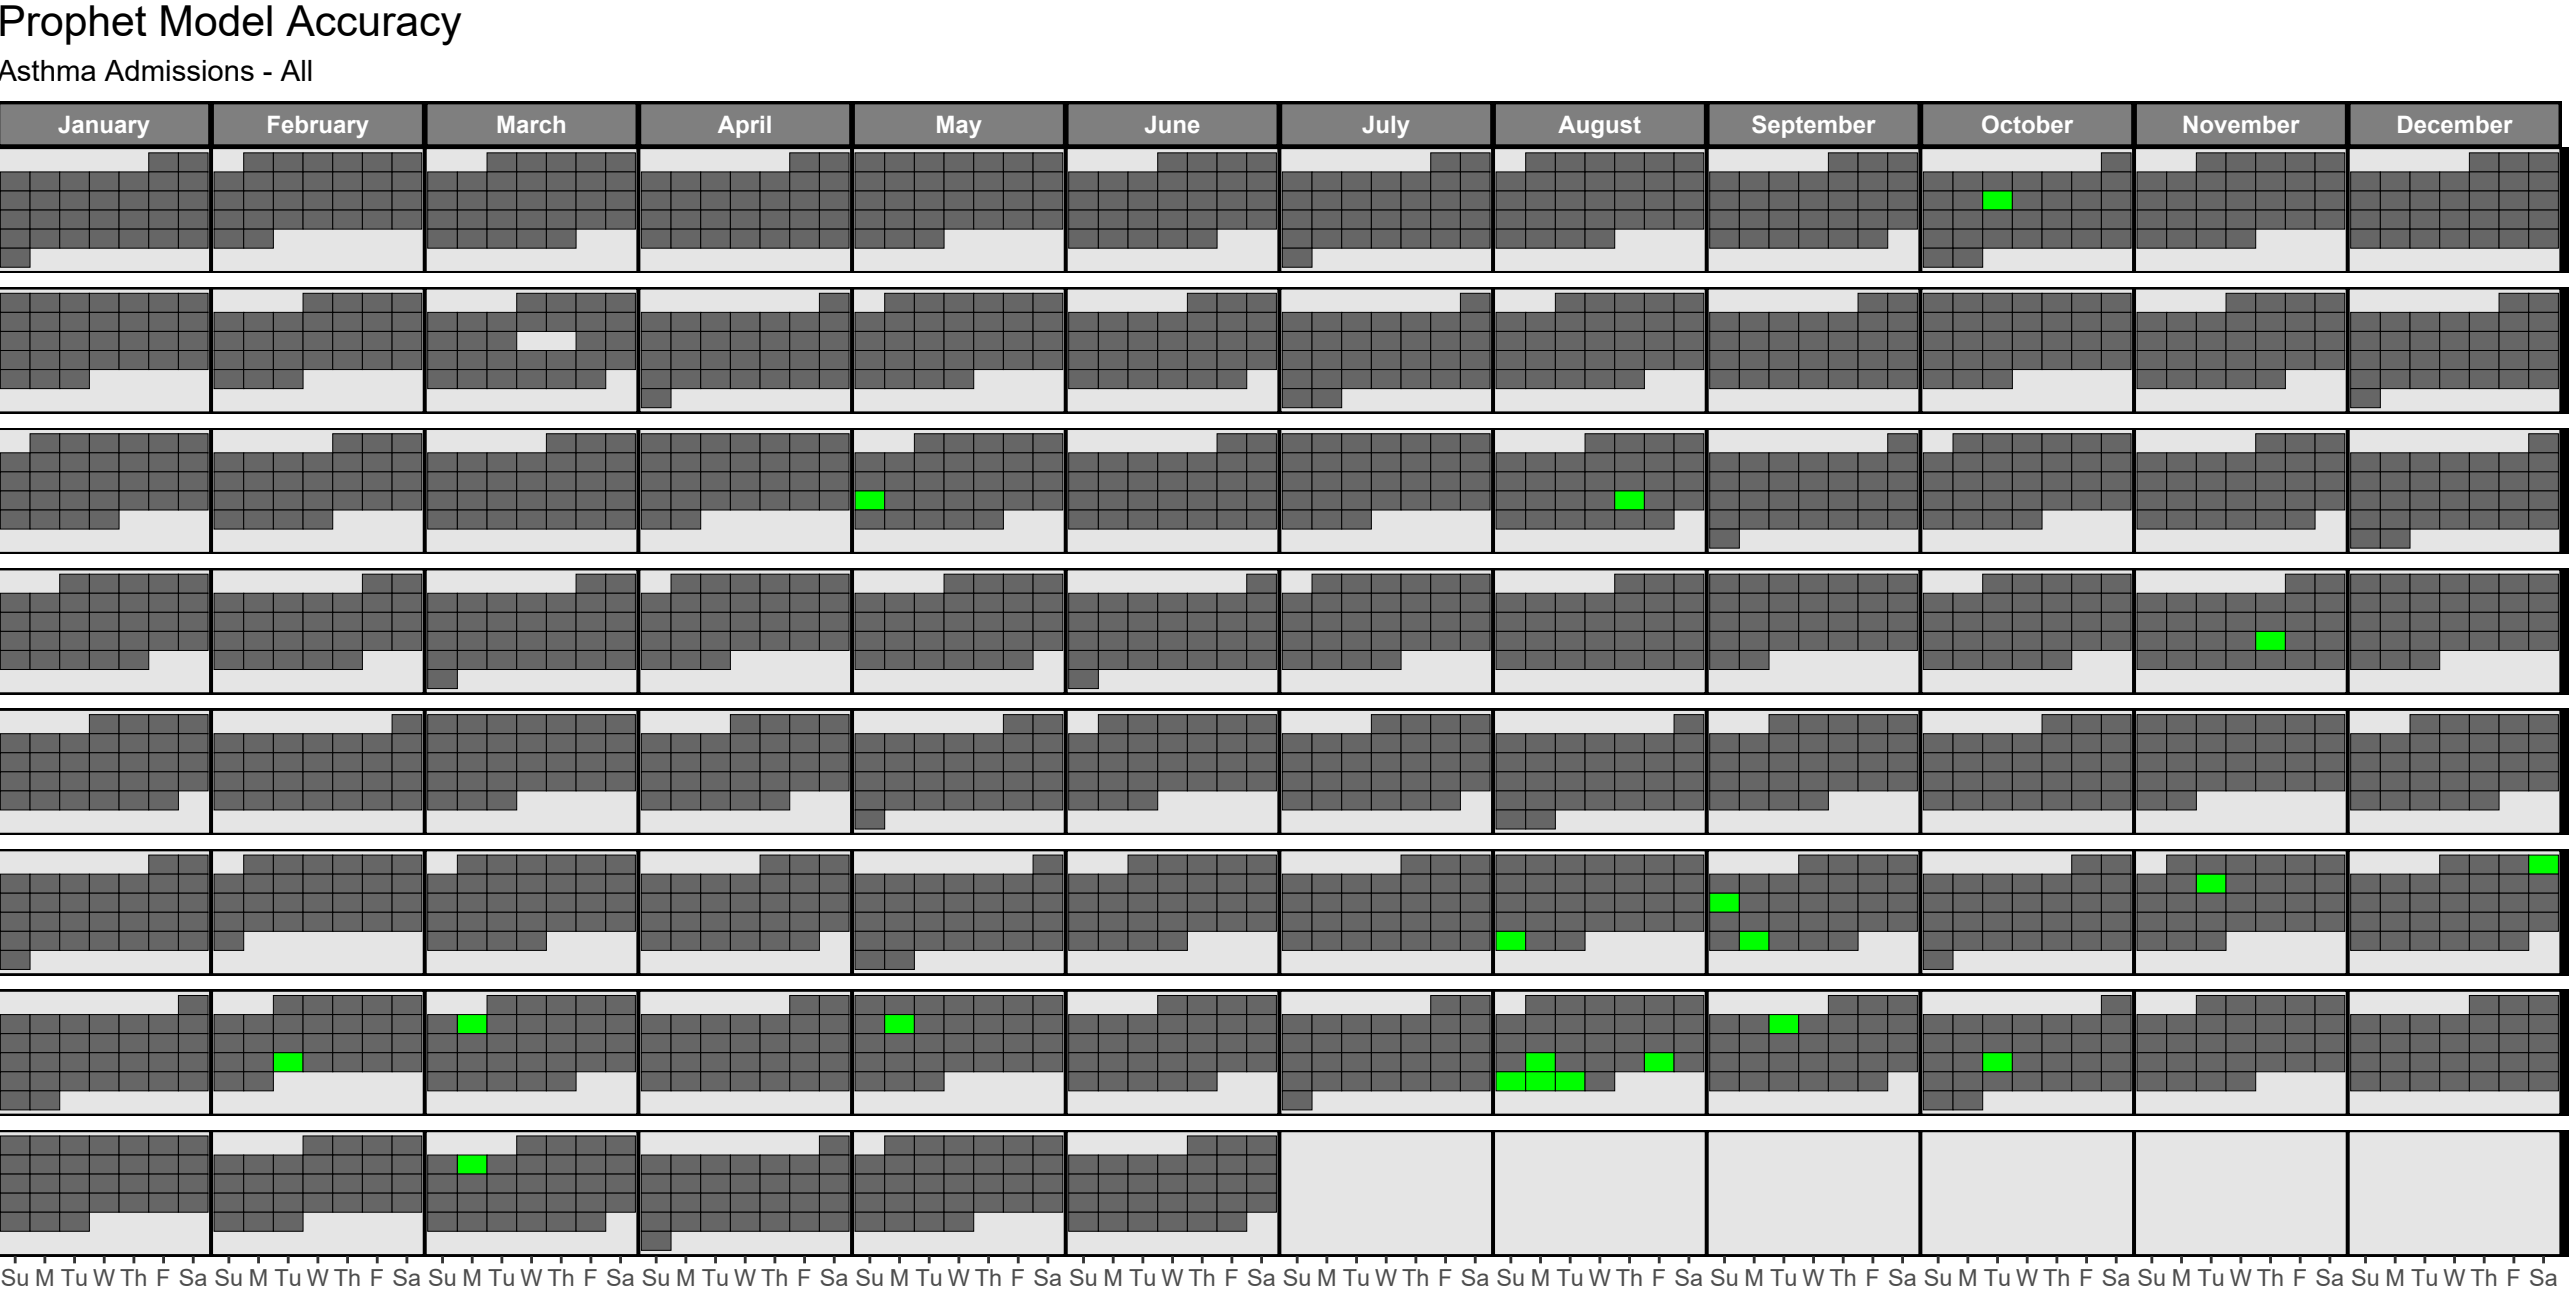 Prophet Model Accuracy
Asthma Admissions - All
January February March April May June July August September October November December
Su M Tu W Th F Sa Su M Tu W Th F Sa Su M Tu W Th F Sa Su M Tu W Th F Sa Su M Tu W Th F Sa Su M Tu W Th F Sa Su M Tu W Th F Sa Su M Tu W Th F Sa Su M Tu W Th F Sa Su M Tu W Th F Sa Su M Tu W Th F Sa Su M Tu W Th F Sa